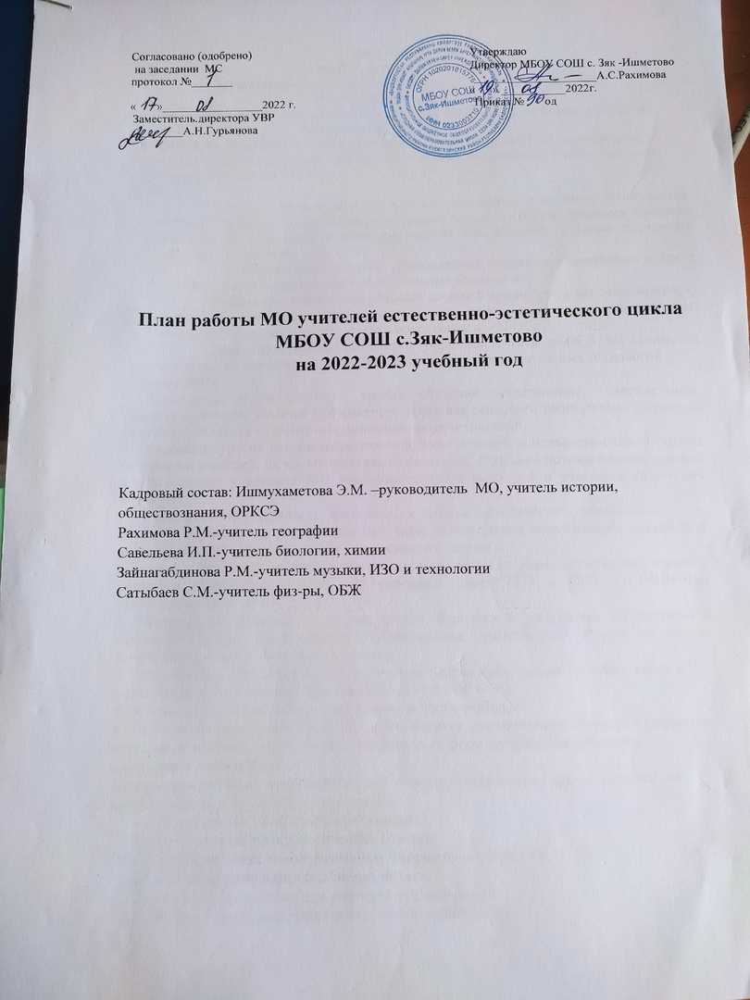 Согласовано (одобрено)
на заседании МС
протокол № 1
« 17 » 08 2022 г.
Заместитель.директора УВР
А.Н.Гурьянова
Утверждаю
Директор МБОУ СОШ с. Зяк -Ишметово
А.С.Рахимова
« 19 » 08 2022г.
Приказ № 90 од
МБОУ СОШ
с.Зяк-Ишметово
План работы МО учителей естественно-эстетического цикла
МБОУ СОШ с.Зяк-Ишметово
на 2022-2023 учебный год
Кадровый состав: Ишмухаметова Э.М. –руководитель МО, учитель истории,
обществознания, ОРКСЭ
Рахимова Р.М.-учитель географии
Савельева И.П.-учитель биологии, химии
Зайнагабдинова Р.М.-учитель музыки, ИЗО и технологии
Сатыбаев С.М.-учитель физ-ры, ОБЖ